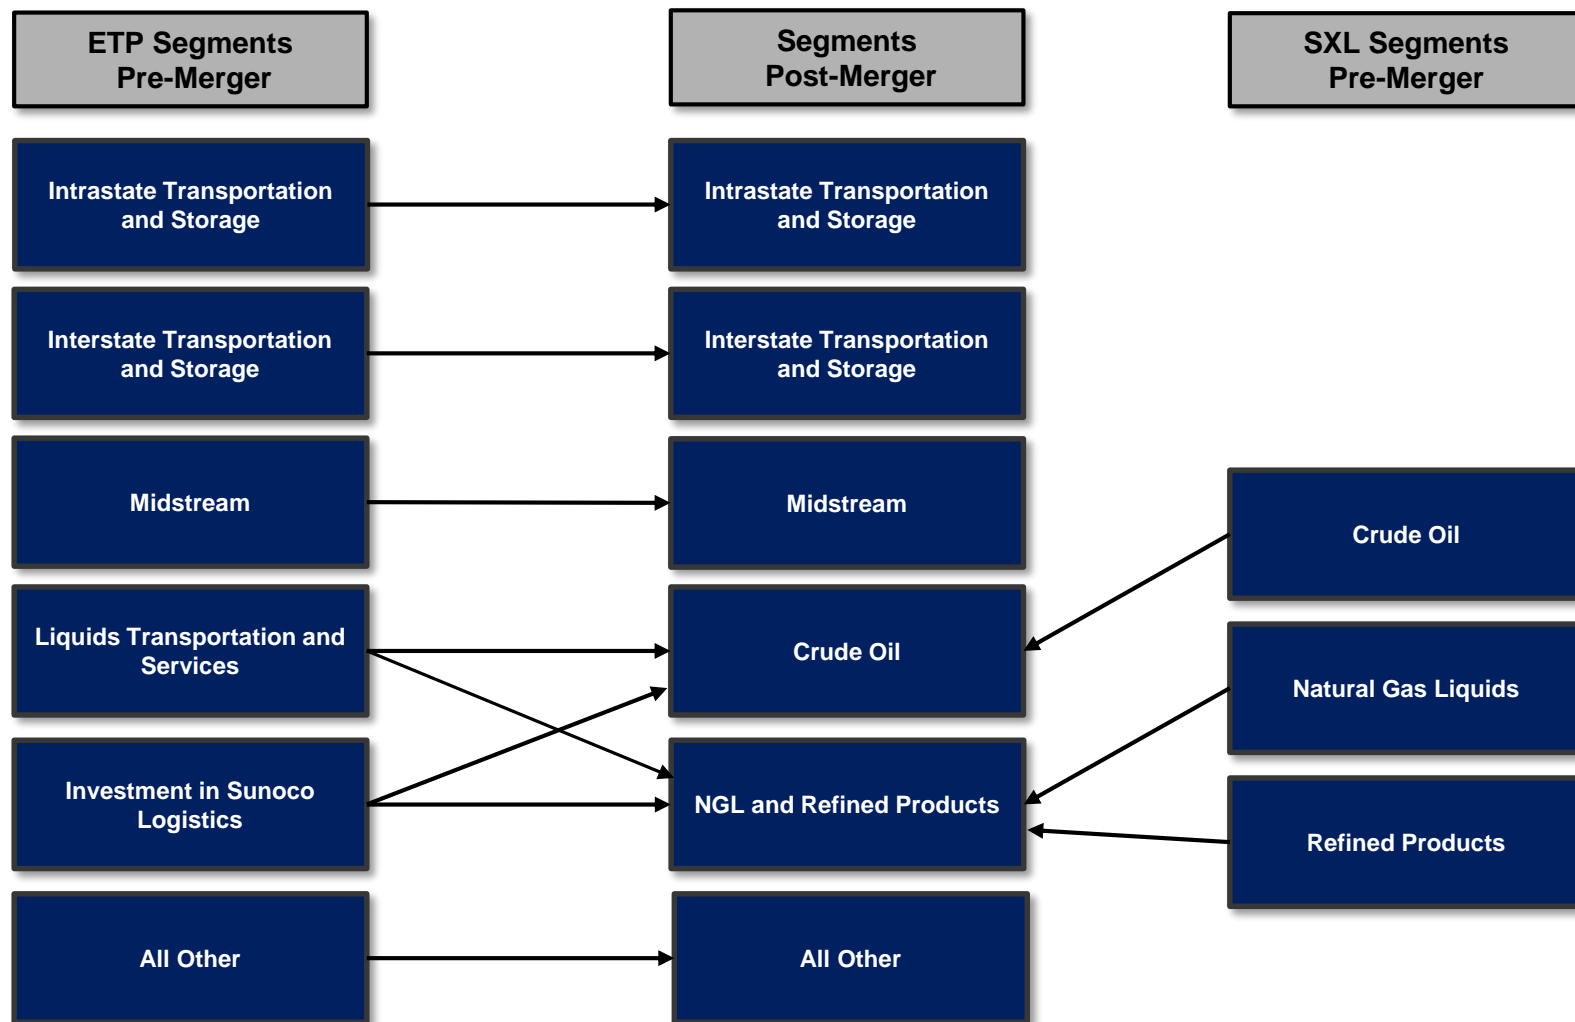 ETP Segments
Pre-Merger
Segments
Post-Merger
SXL Segments
Pre-Merger
Intrastate Transportation
and Storage
Intrastate Transportation
and Storage
Interstate Transportation
and Storage
Interstate Transportation
and Storage
Midstream
Midstream
Crude Oil
Liquids Transportation and
Services
Crude Oil
Natural Gas Liquids
Investment in Sunoco
Logistics
NGL and Refined Products
Refined Products
All Other
All Other